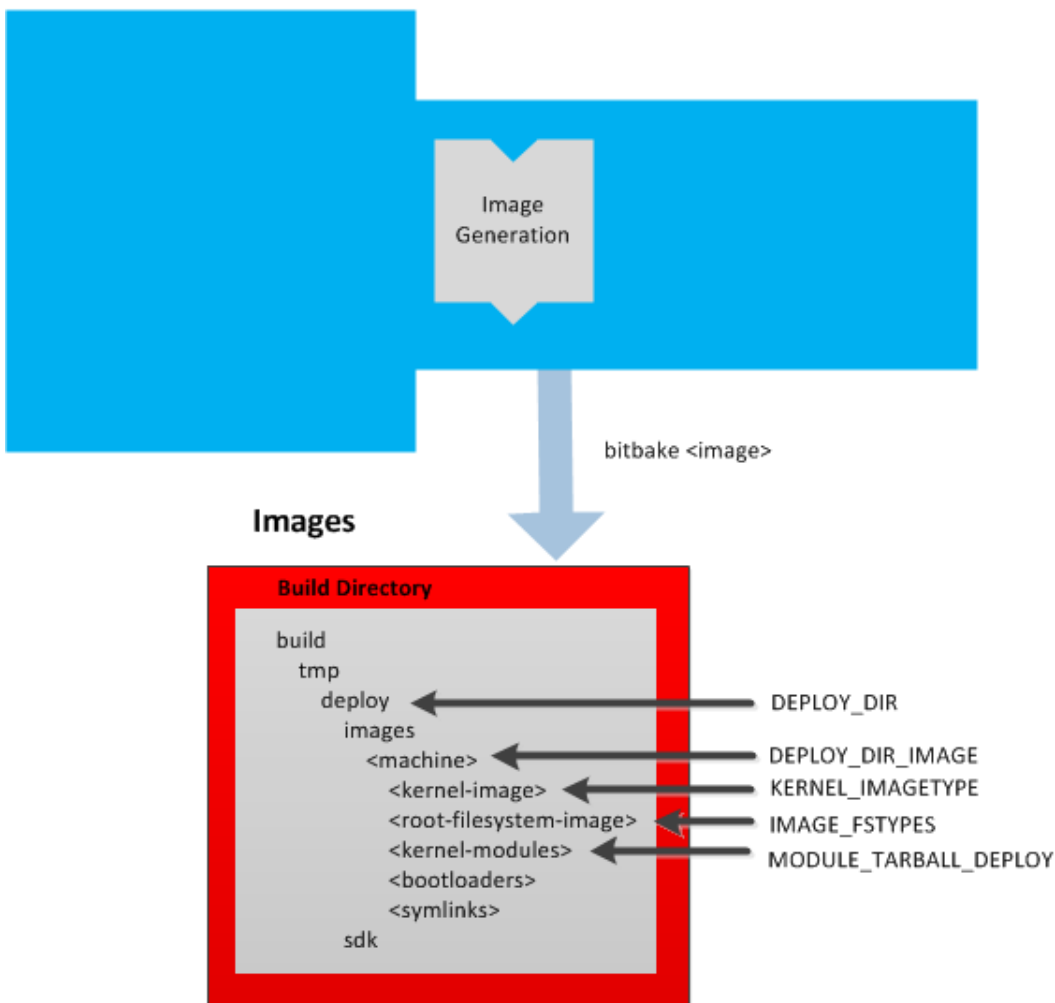 Image
Generation
bitbake <image>
Images
Build Directory
build
tmp
deploy
DEPLOY_DIR
images
<machine>
DEPLOY_DIR_IMAGE
<kernel-image>
KERNEL_IMAGETYPE
<root-filesystem-image>
IMAGE_FSTYPES
<kernel-modules>
MODULE_TARBALL_DEPLOY
<bootloaders>
<symlinks>
sdk